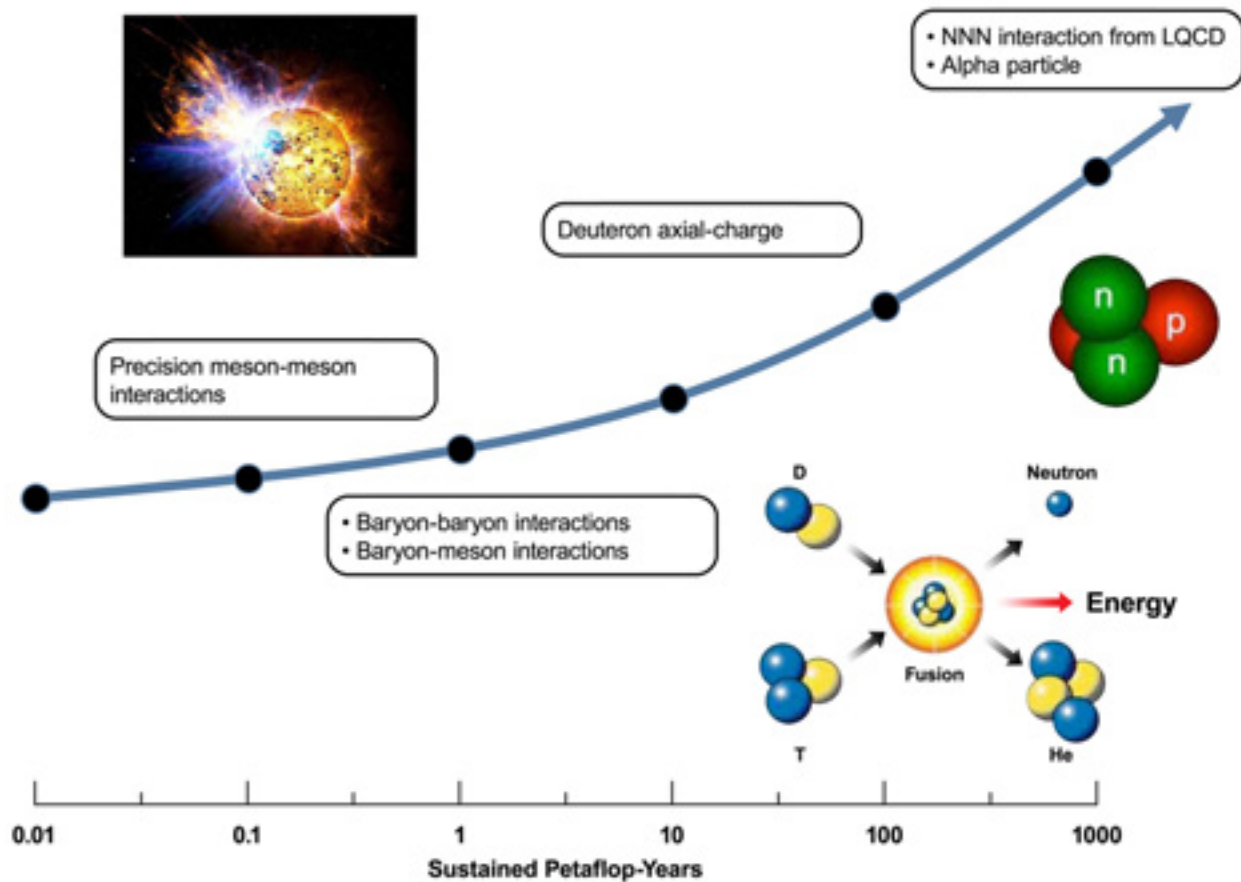 • NNN interaction from LQCD
• Alpha particle
Deuteron axial-charge
n
p
n
Precision meson-meson
interactions
• Baryon-baryon interactions
• Baryon-meson interactions
D
Neutron
Energy
Fusion
T
He
0.01
0.1
1
10
100
1000
Sustained Petaflop-Years